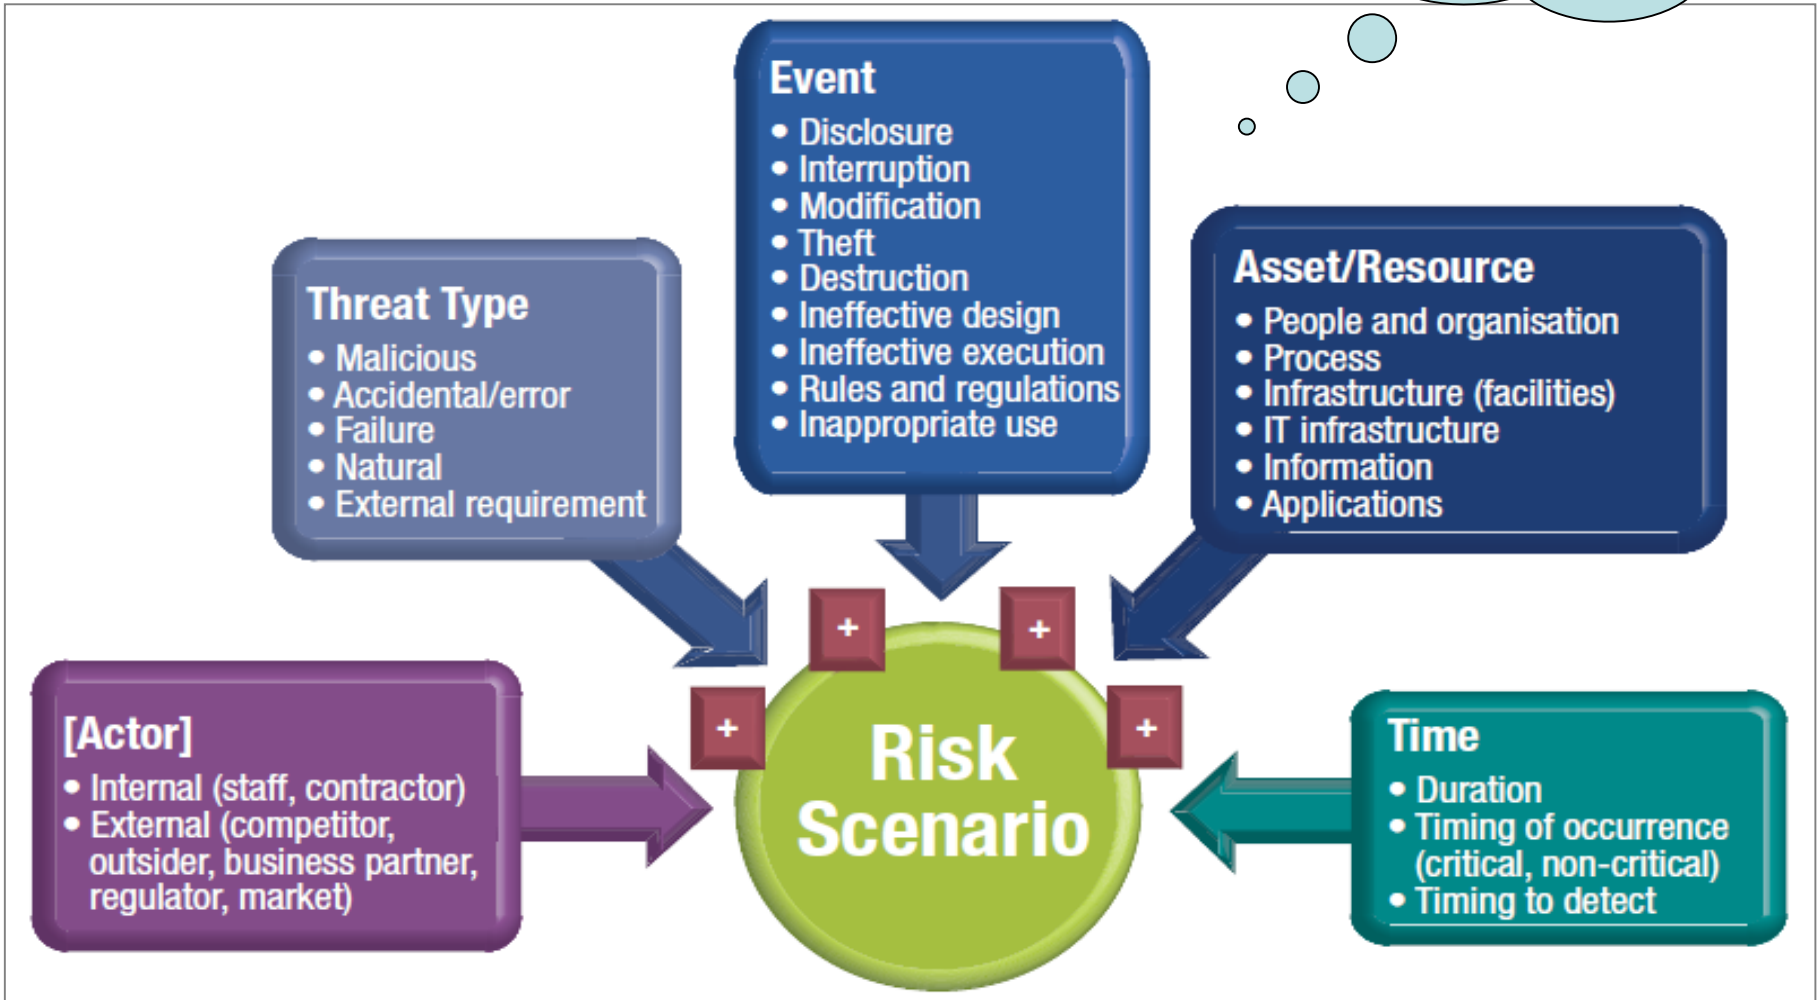 Event
• Disclosure
• Interruption
• Modification
• Theft
• Destruction
• Ineffective design
• Ineffective execution
• Rules and regulations
• Inappropriate use
Threat Type
• Malicious
• Accidental/error
• Failure
• Natural
• External requirement
Asset/Resource
• People and organisation
• Process
• Infrastructure (facilities)
• IT infrastructure
• Information
• Applications
[Actor]
• Internal (staff, contractor)
• External (competitor,
outsider, business partner,
regulator, market)
+
+
+
+
Risk
Scenario
Time
• Duration
• Timing of occurrence
(critical, non-critical)
• Timing to detect